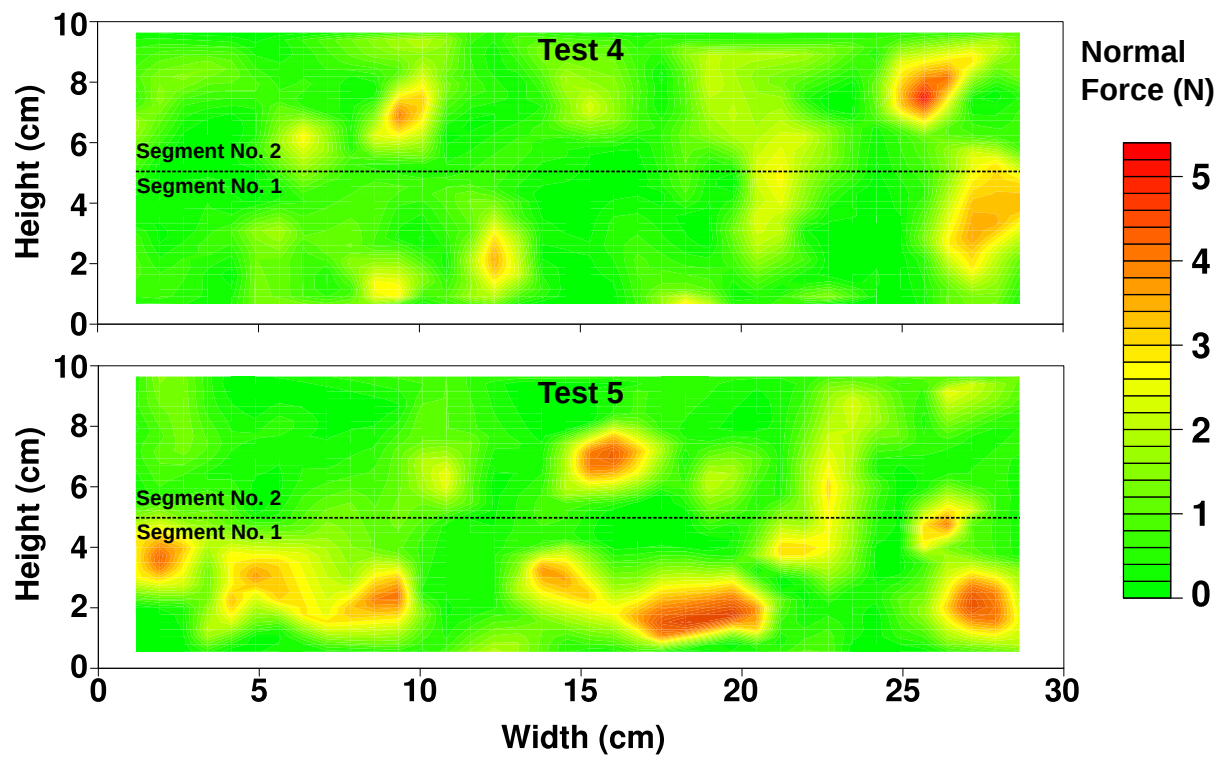 10
8
6
4
2
0
Height (cm)
Test 4
Segment No. 2
Segment No. 1
Normal
Force (N)
5
4
3
2
1
0
10
8
6
4
2
0
Height (cm)
Test 5
Segment No. 2
Segment No. 1
0 5 10 15 20 25 30
Width (cm)